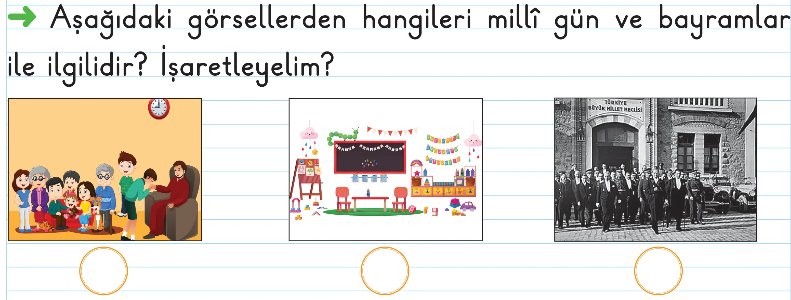 Aşağıdaki görsellerden hangileri millî gün ve bayramlar
ile ilgilidir? İşaretleyelim?
TÜRKİYE
BÜYÜK MİLLET MECLİSİ